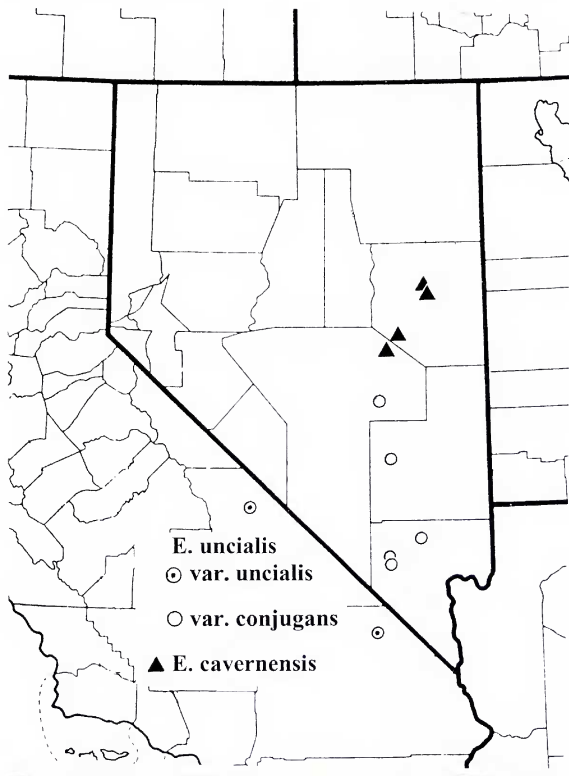 E. uncialis
var. uncialis
var. conjugans
E. cavernensis